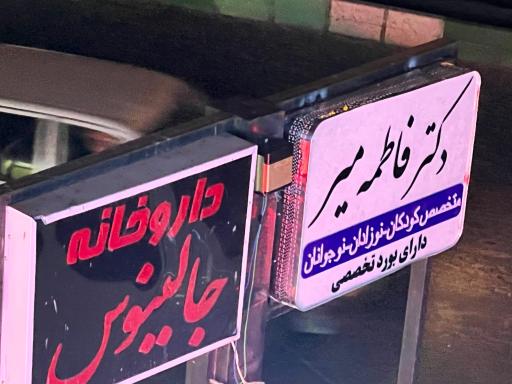 دکتر فاطمه میر
متخصص کودکان-نوزادان-نوجوانان
دارای بورد تخصصی
داروخانه
جالینوس